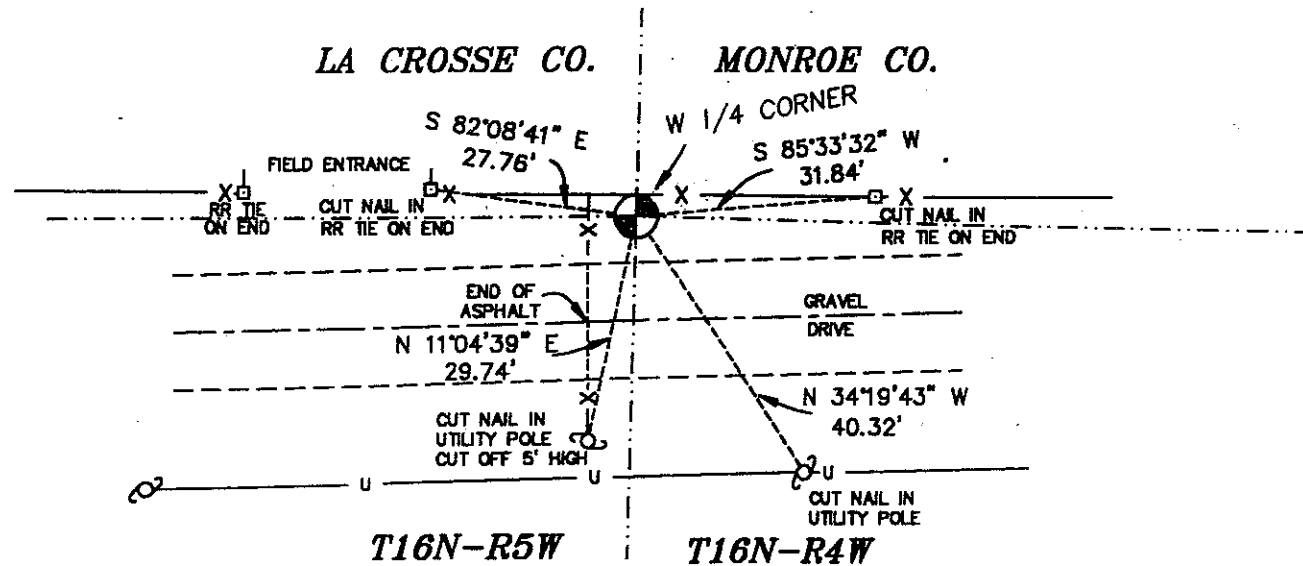 LA CROSSE CO.
MONROE CO.
S 82°08'41" E
27.76'
W 1/4 CORNER
S 85°33'32" W
31.84'
FIELD ENTRANCE
X
X
X
X
RR TIE
ON END
CUT NAIL IN
RR TIE ON END
CUT NAIL IN
RR TIE ON END
X
END OF
ASPHALT
GRAVEL
DRIVE
N 11°04'39" E
29.74'
N 34°19'43" W
40.32'
X
CUT NAIL IN
UTILITY POLE
CUT OFF 5' HIGH
U
U
U
CUT NAIL IN
UTILITY POLE
T16N-R5W
T16N-R4W